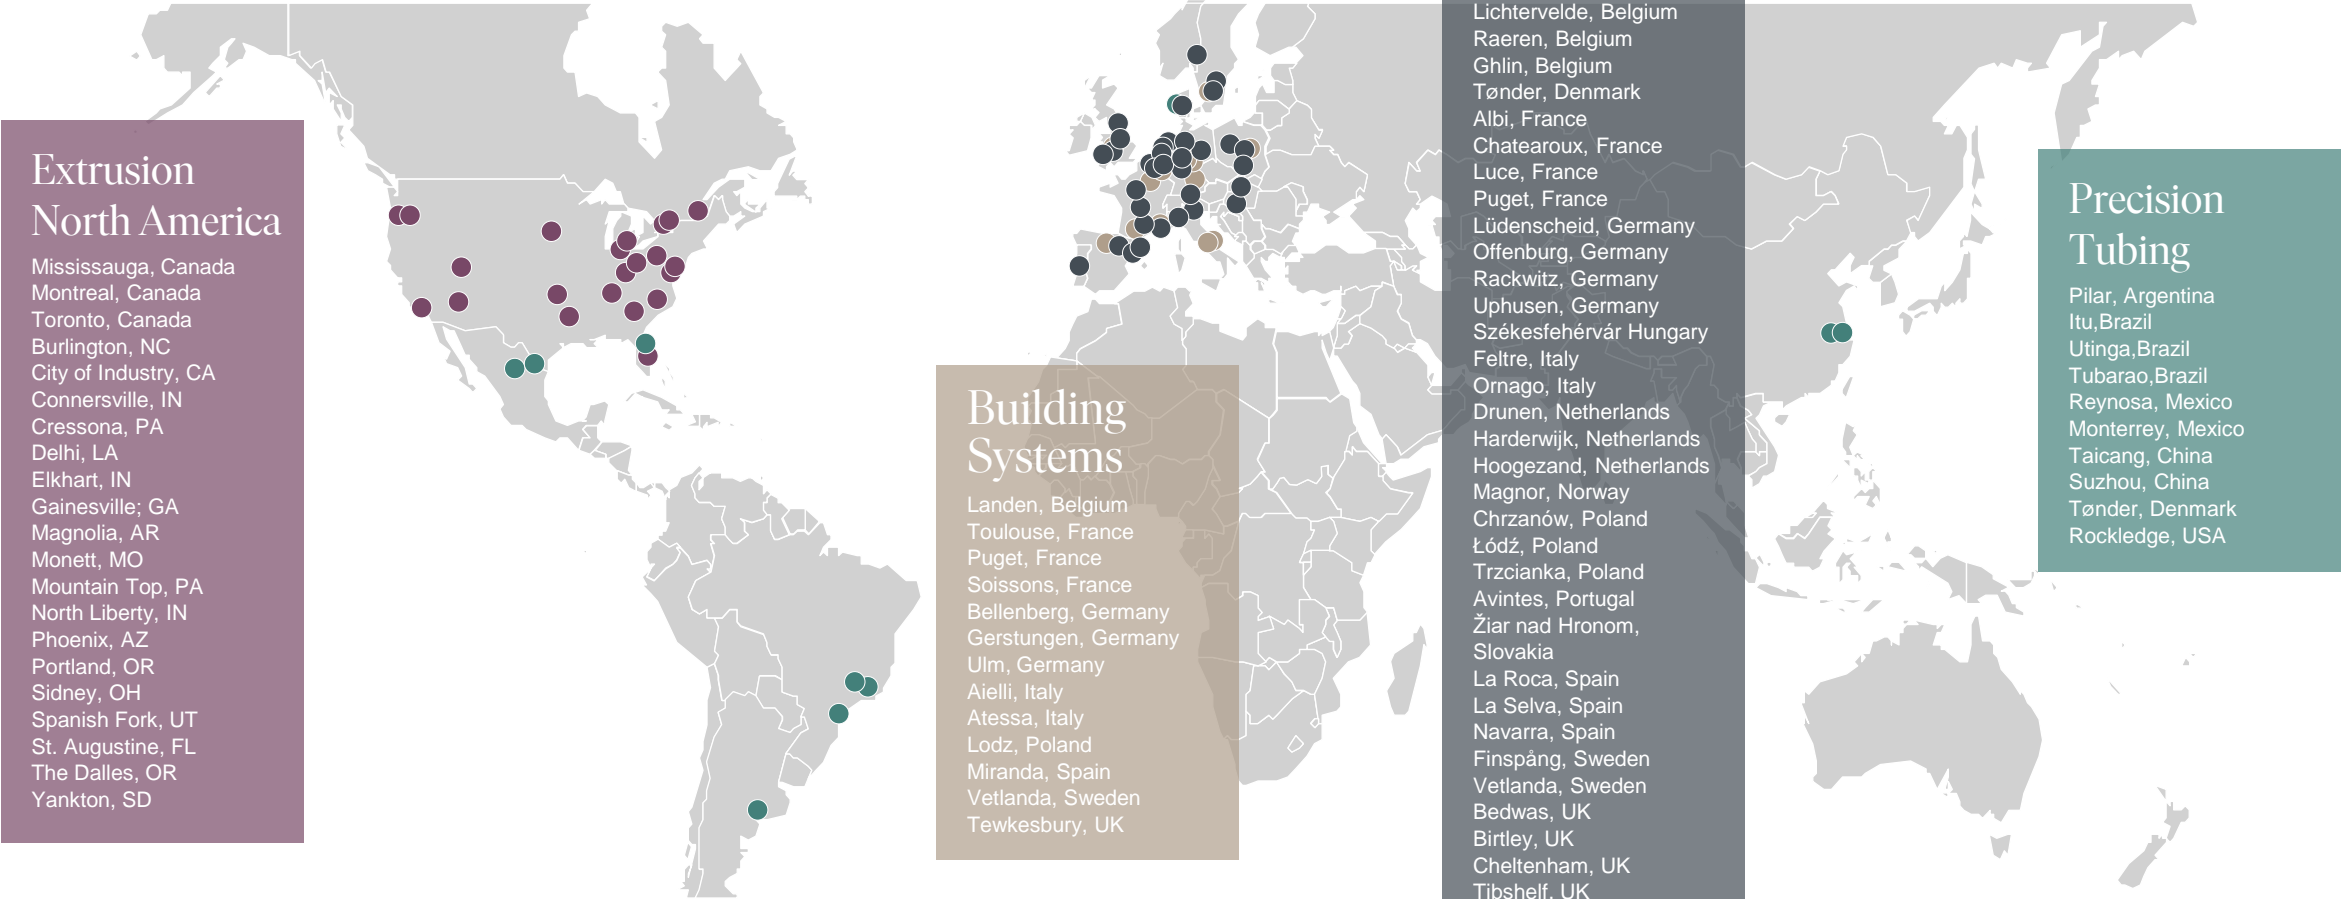 Extrusion
North America
Mississauga, Canada
Montreal, Canada
Toronto, Canada
Burlington, NC
City of Industry, CA
Connersville, IN
Cressona, PA
Delhi, LA
Elkhart, IN
Gainesville; GA
Magnolia, AR
Monett, MO
Mountain Top, PA
North Liberty, IN
Phoenix, AZ
Portland, OR
Sidney, OH
Spanish Fork, UT
St. Augustine, FL
The Dalles, OR
Yankton, SD
Building
Systems
Landen, Belgium
Toulouse, France
Puget, France
Soissons, France
Bellenberg, Germany
Gerstungen, Germany
Ulm, Germany
Aielli, Italy
Atessa, Italy
Lodz, Poland
Miranda, Spain
Vetlanda, Sweden
Tewkesbury, UK
Lichtervelde, Belgium
Raeren, Belgium
Ghlin, Belgium
Tønder, Denmark
Albi, France
Chatearoux, France
Luce, France
Puget, France
Lüdenscheid, Germany
Offenburg, Germany
Rackwitz, Germany
Uphusen, Germany
Székesfehérvár Hungary
Feltre, Italy
Ornago, Italy
Drunen, Netherlands
Harderwijk, Netherlands
Hoogezand, Netherlands
Magnor, Norway
Chrzanów, Poland
Łódź, Poland
Trzcianka, Poland
Avintes, Portugal
Žiar nad Hronom,
Slovakia
La Roca, Spain
La Selva, Spain
Navarra, Spain
Finspång, Sweden
Vetlanda, Sweden
Bedwas, UK
Birtley, UK
Cheltenham, UK
Tibshelf, UK
Precision
Tubing
Pilar, Argentina
Itu,Brazil
Utinga,Brazil
Tubarao,Brazil
Reynosa, Mexico
Monterrey, Mexico
Taicang, China
Suzhou, China
Tønder, Denmark
Rockledge, USA